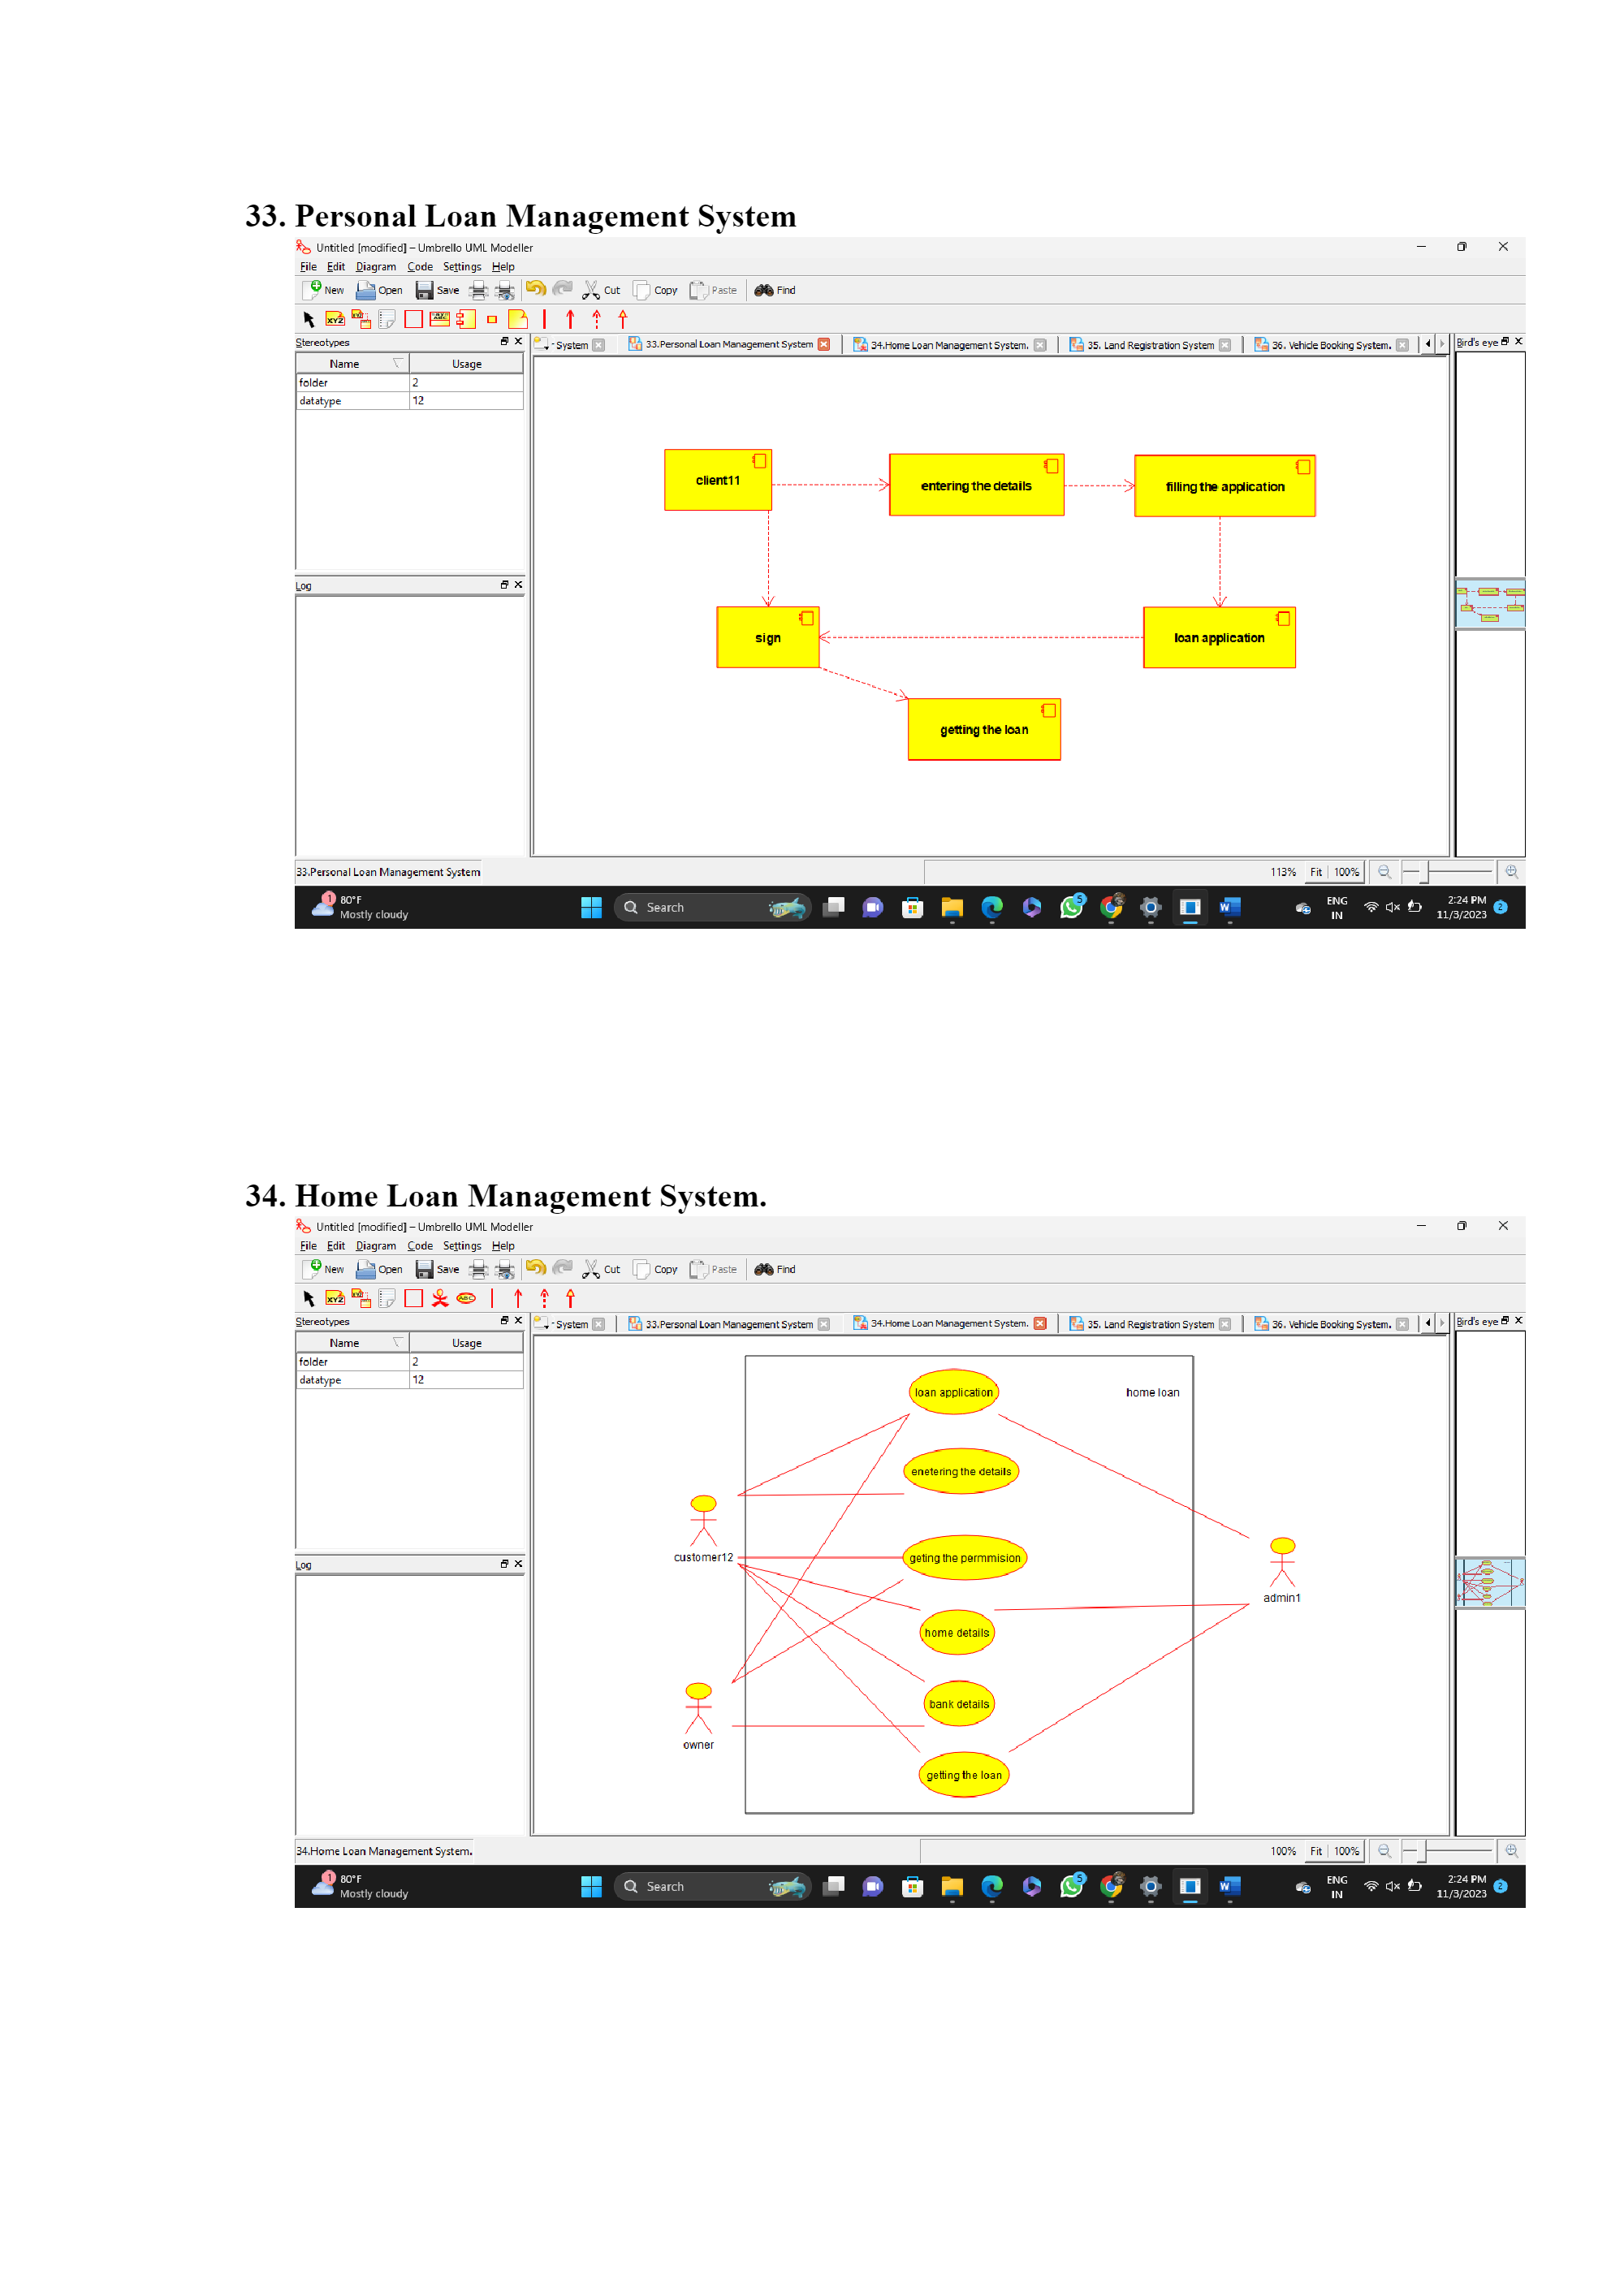 33. Personal Loan Management System
Untitled [modified] – Umbrello UML Modeller
File Edit Diagram Code Settings Help
New Open Save Cut Copy Paste Find
Stereotypes
- System 33.Personal Loan Management System 34.Home Loan Management System. 35. Land Registration System 36. Vehicle Booking System. Bird's eye
Name Usage
folder 2
datatype 12
client11 entering the details filling the application
Log
sign loan application
getting the loan
33.Personal Loan Management System 113% Fit 100%
1 80°F
Mostly cloudy
Search
5
ENG
IN
2:24 PM
11/3/2023
2
34. Home Loan Management System.
Untitled [modified] – Umbrello UML Modeller
File Edit Diagram Code Settings Help
New Open Save Cut Copy Paste Find
Stereotypes
- System 33.Personal Loan Management System 34.Home Loan Management System. 35. Land Registration System 36. Vehicle Booking System. Bird's eye
Name Usage
folder 2
datatype 12
loan application home loan
enetering the details
customer12 geting the permmision
Log
admin1
home details
bank details
owner
getting the loan
34.Home Loan Management System. 100% Fit 100%
1 80°F
Mostly cloudy
Search
5
ENG
IN
2:24 PM
11/3/2023
2